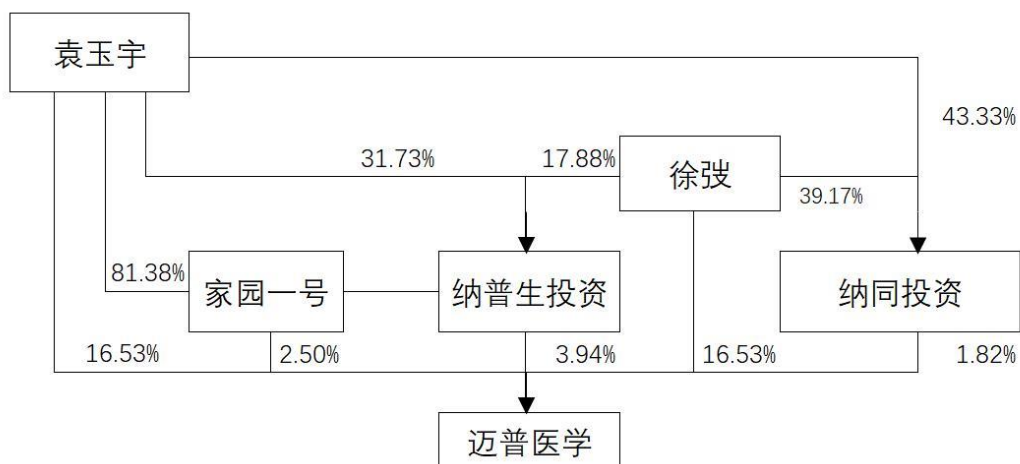 袁玉宇
43.33%
31.73%
17.88%
徐弢
39.17%
81.38%
家园一号
纳普生投资
纳同投资
16.53%
2.50%
3.94%
16.53%
1.82%
迈普医学